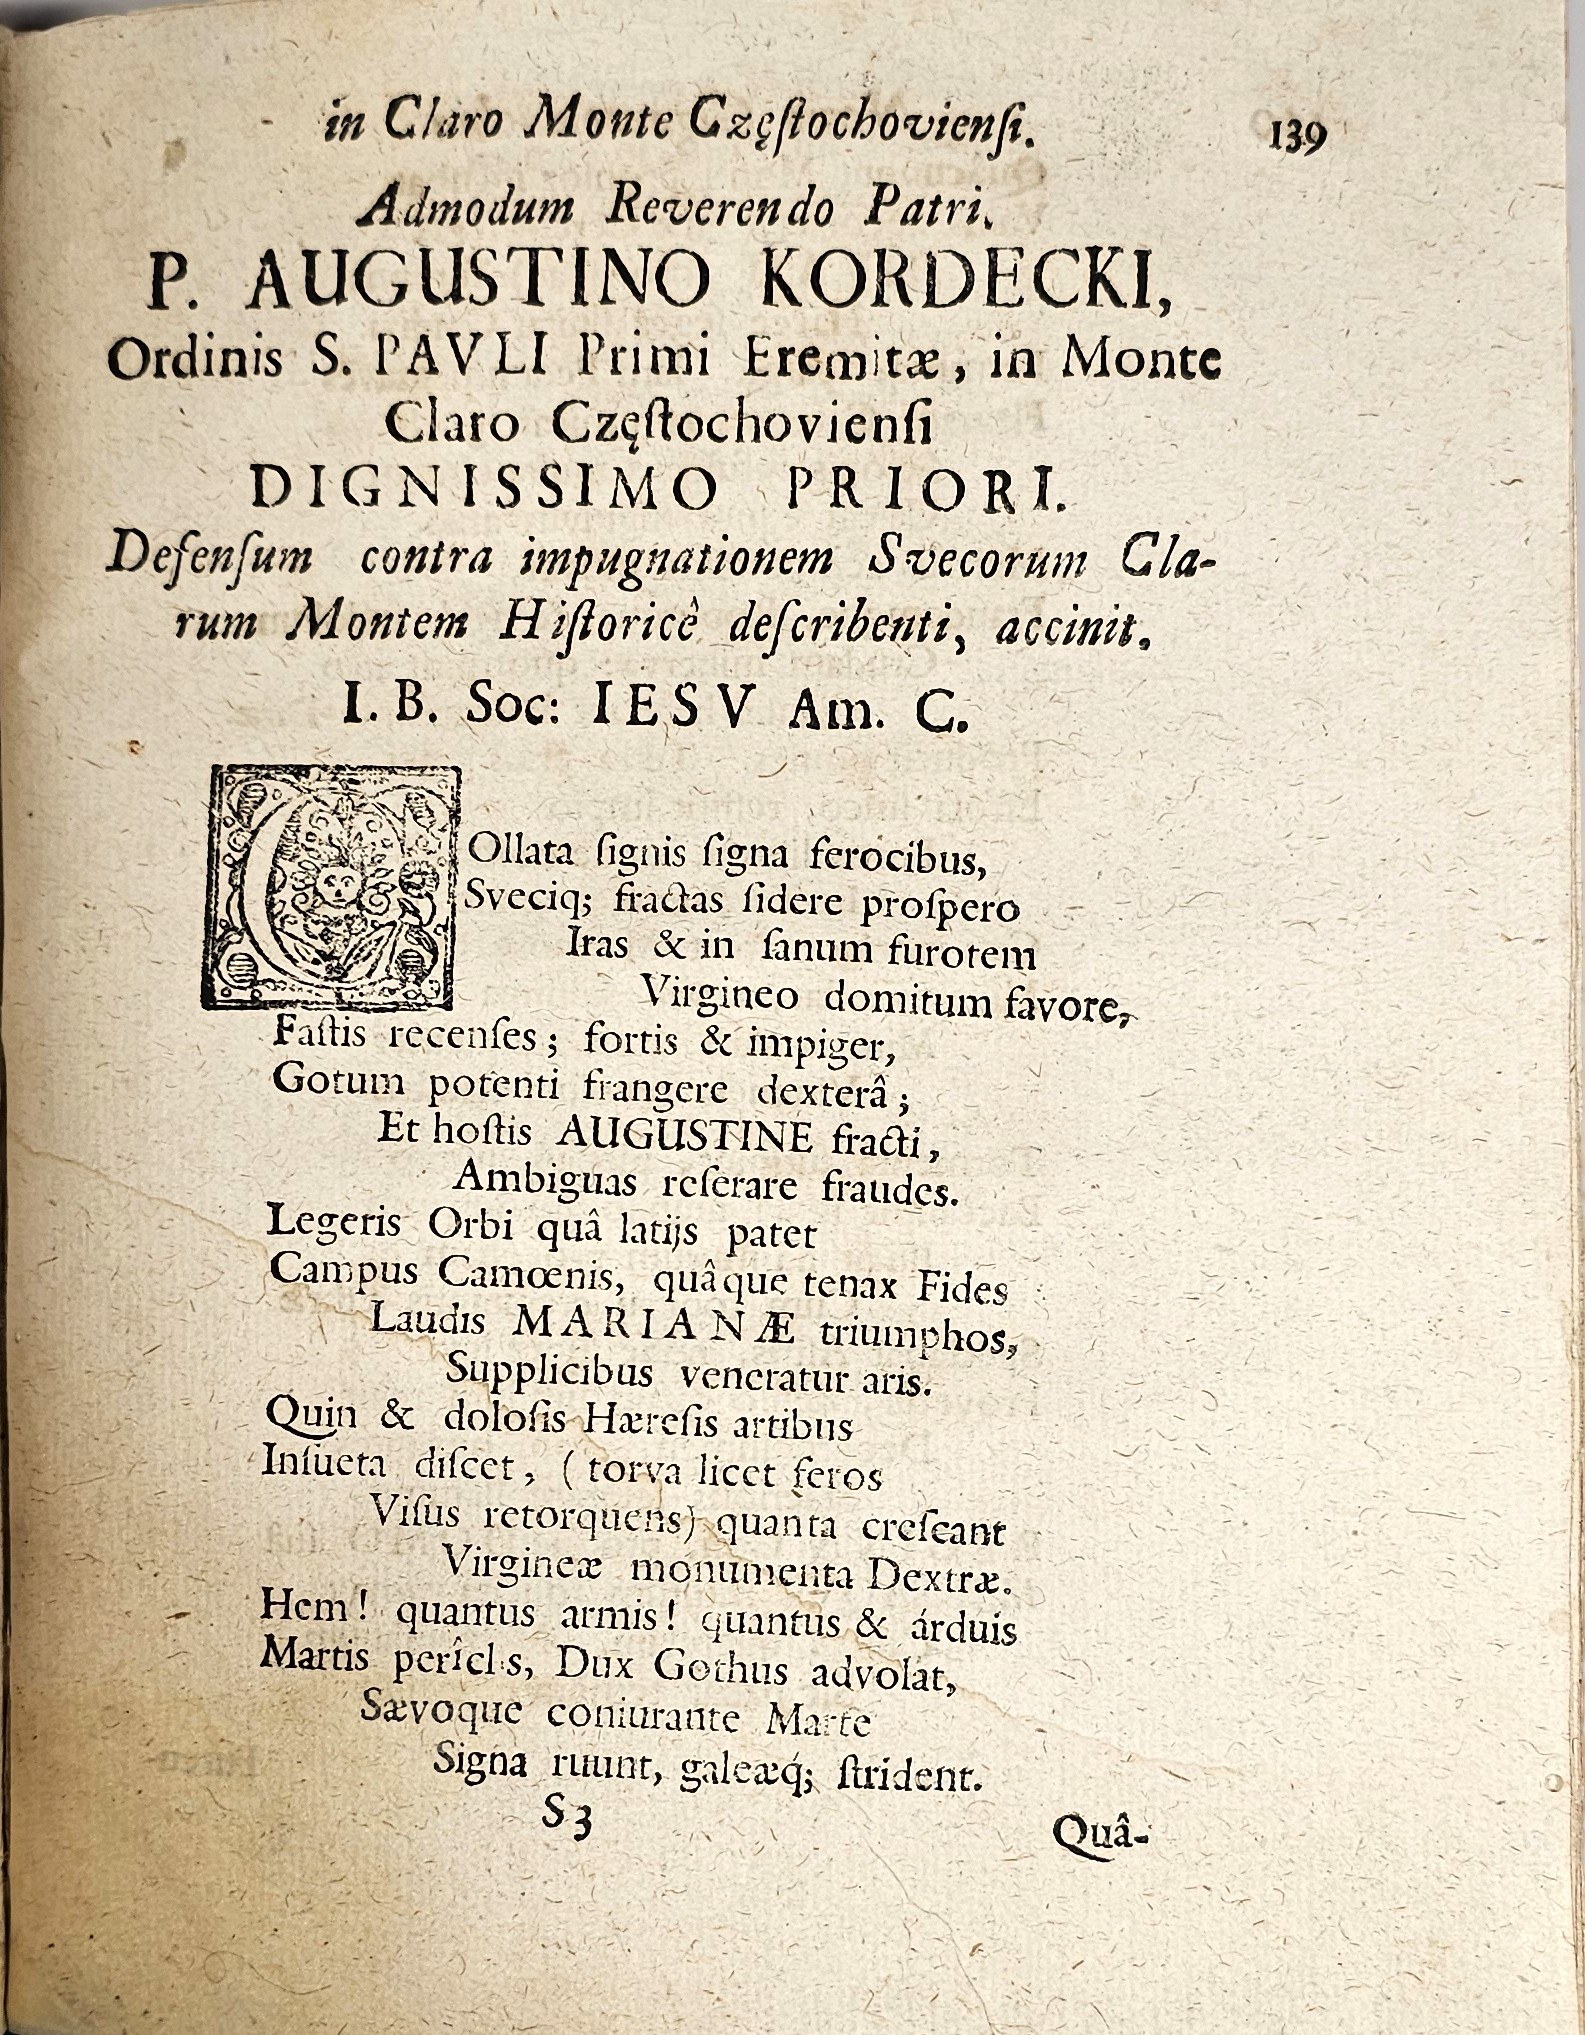 in Claro Monte Częſtochovienſi. 139
Admodum Reverendo Patri.
P. AUGUSTINO KORDECKI,
Ordinis S. PAVLI Primi Eremitæ, in Monte
Claro Częſtochovienſi
DIGNISSIMO PRIORI.
Defenſum contra impugnationem Svecorum Cla-
rum Montem Hiſtoricê deſcribenti, accinit.
I. B. Soc: IESV Am. C.
COllata ſignis ſigna ferocibus,
Sveciq; fractas ſidere proſpero
Iras & in ſanum furorem
Virgineo domitum favore,
Faſtis recenſes; fortis & impiger,
Gotum potenti frangere dexterâ;
Et hoſtis AUGUSTINE fracti,
Ambiguas reſerare fraudes.
Legeris Orbi quâ latijs patet
Campus Camœnis, quâque tenax Fides
Laudis MARIANÆ triumphos,
Supplicibus veneratur aris.
Quin & doloſis Hæreſis artibus
Inſueta diſcet, (torva licet feros
Viſus retorquens) quanta creſcant
Virgineæ monumenta Dextræ.
Hem! quantus armis! quantus & árduis
Martis perîclis, Dux Gothus advolat,
Sævoque coniurante Marte
Signa ruunt, galeæq́; ſtrident.
S3 Quâ-